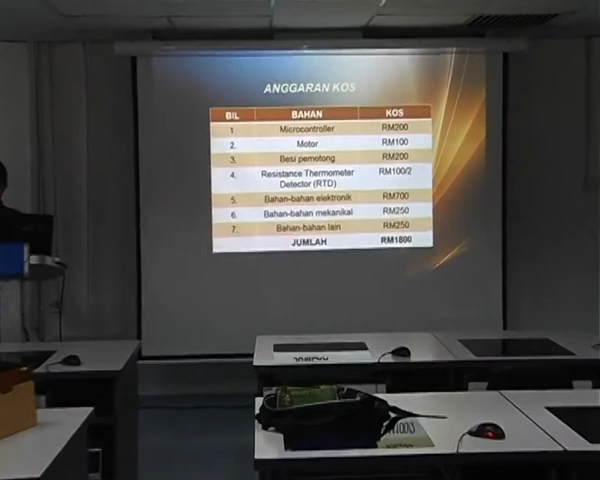 ANGGARAN KOS
BIL BAHAN KOS
1 Microcontroller RM200
2. Motor RM100
3. Besi pemotong RM200
4. Resistance Thermometer RM100/2
Detector (RTD)
5. Bahan-bahan elektronik RM700
6. Bahan-bahan mekanikal RM250
7. Bahan-bahan lain RM250
JUMLAH RM1800